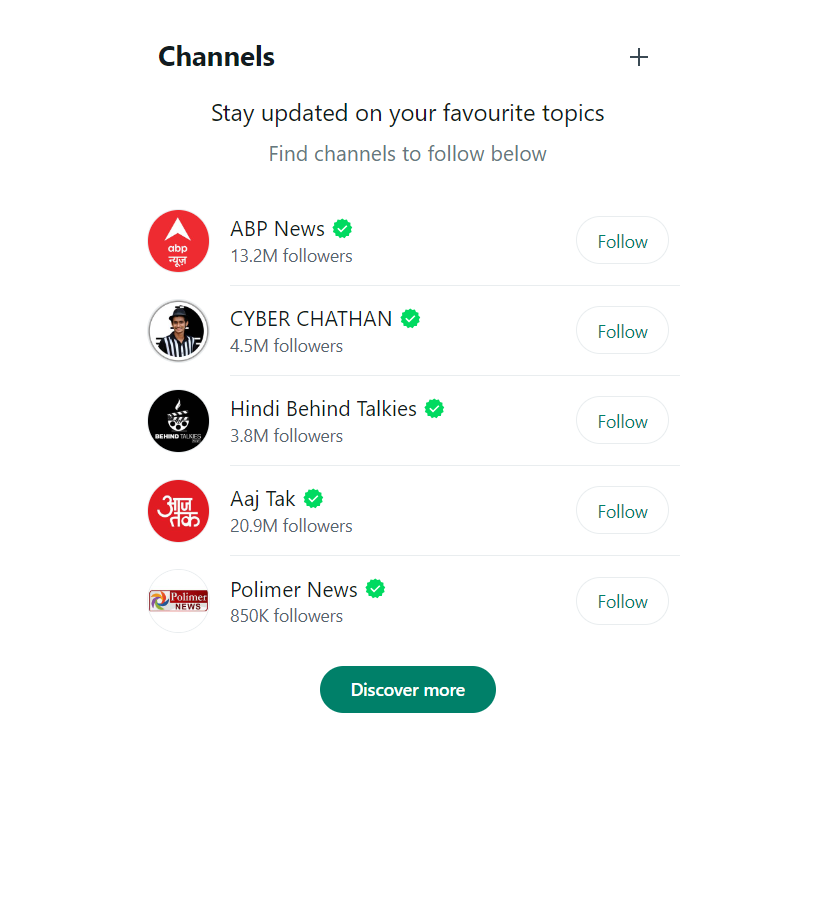 Channels
Stay updated on your favourite topics
Find channels to follow below
abp
न्यूज़
ABP News
13.2M followers
Follow
CYBER CHATHAN
4.5M followers
Follow
BEHIND TALKIES
Hindi Behind Talkies
3.8M followers
Follow
आज
तक
Aaj Tak
20.9M followers
Follow
Polimer
NEWS
Polimer News
850K followers
Follow
Discover more